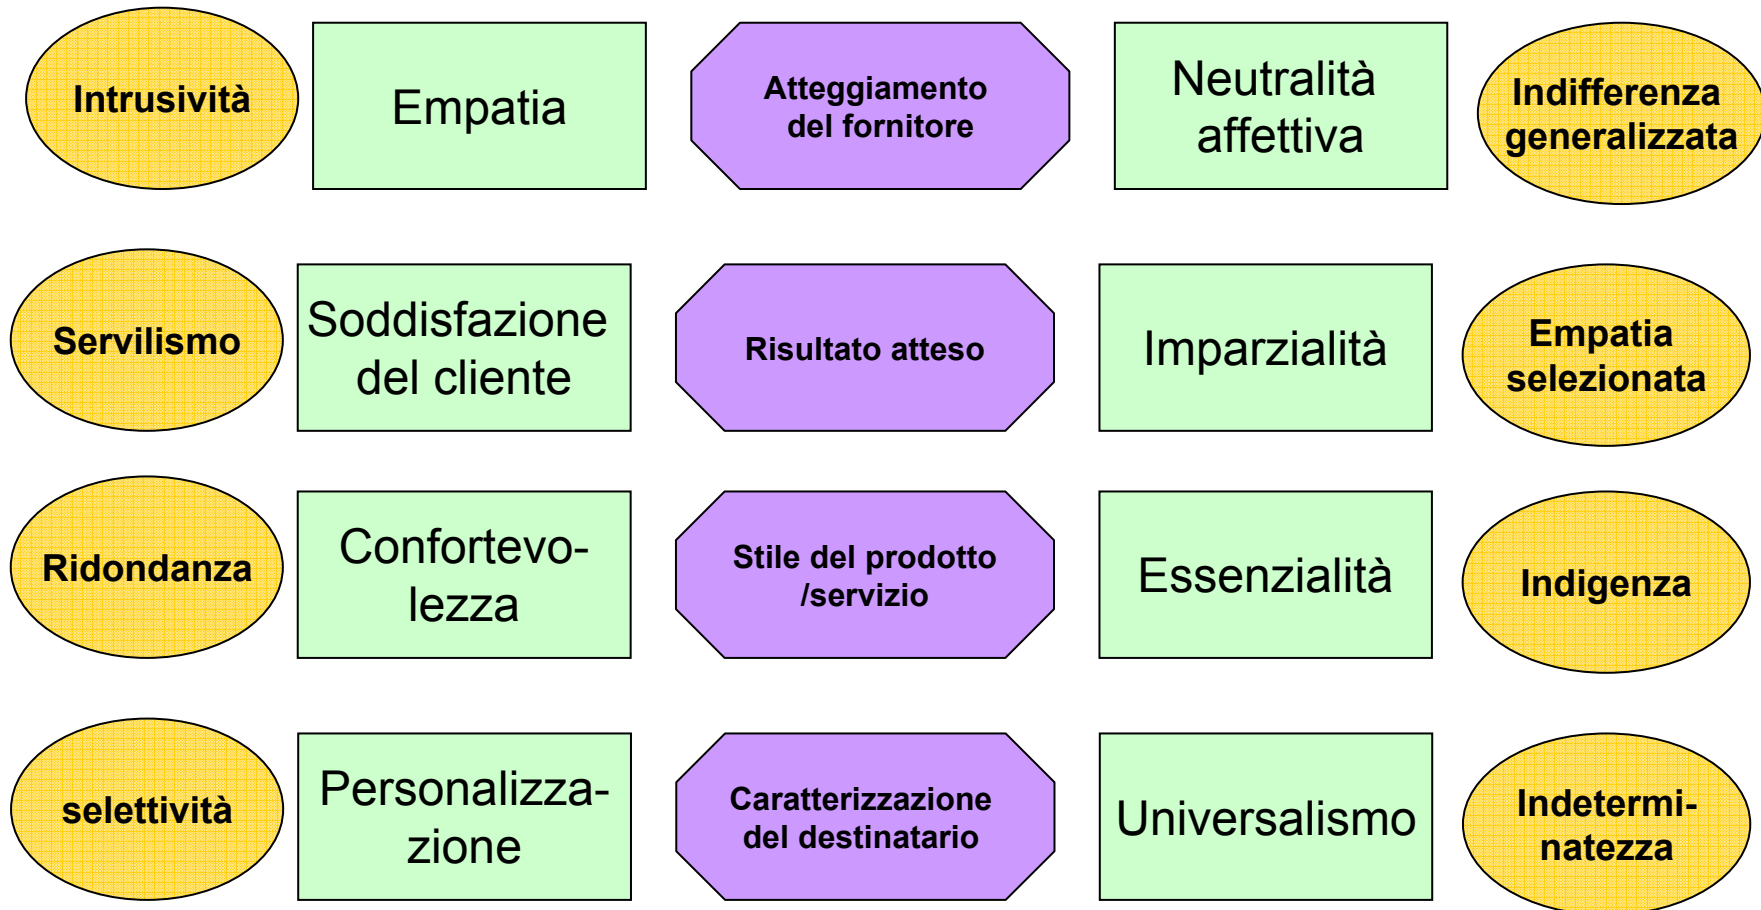 Intrusività
Empatia
Atteggiamento
del fornitore
Neutralità
affettiva
Indifferenza
generalizzata
Servilismo
Soddisfazione
del cliente
Risultato atteso
Imparzialità
Empatia
selezionata
Ridondanza
Confortevo-
lezza
Stile del prodotto
/servizio
Essenzialità
Indigenza
selettività
Personalizza-
zione
Caratterizzazione
del destinatario
Universalismo
Indetermi-
natezza